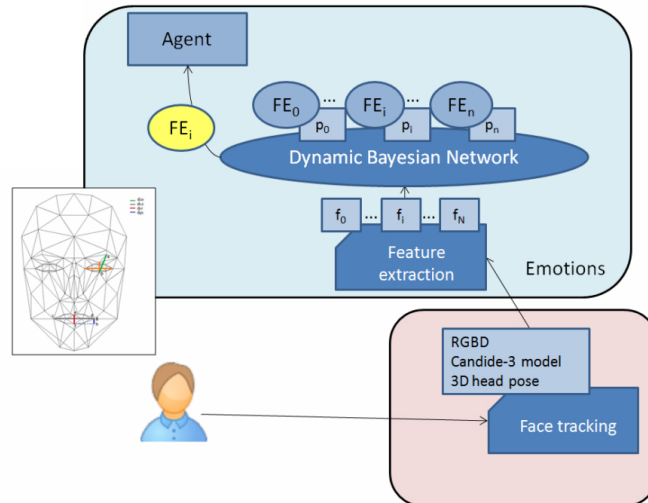 Agent
FE0 ... FEi ... FEn
p0 pi pn
FEi
Dynamic Bayesian Network
f0 ... fi ... fN
Feature
extraction
Emotions
RGBD
Candide-3 model
3D head pose
Face tracking